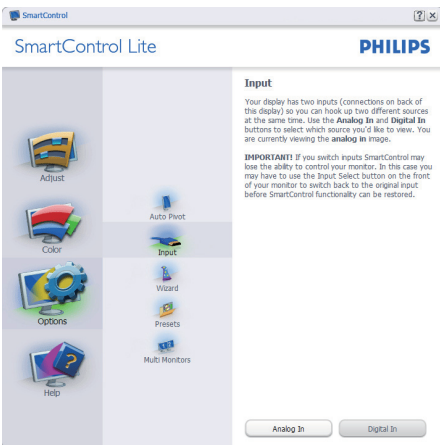 SmartControl
SmartControl Lite
PHILIPS
Adjust
Color
Options
Help
Auto Pivot
Input
Wizard
Presets
Multi Monitors
Input
Your display has two inputs (connections on back of
this display) so you can hook up two different sources
at the same time. Use the Analog In and Digital In
buttons to select which source you'd like to view. You
are currently viewing the analog in image.
IMPORTANT! If you switch inputs SmartControl may
lose the ability to control your monitor. In this case you
may have to use the Input Select button on the front
of your monitor to switch back to the original input
before SmartControl functionality can be restored.
Analog In
Digital In